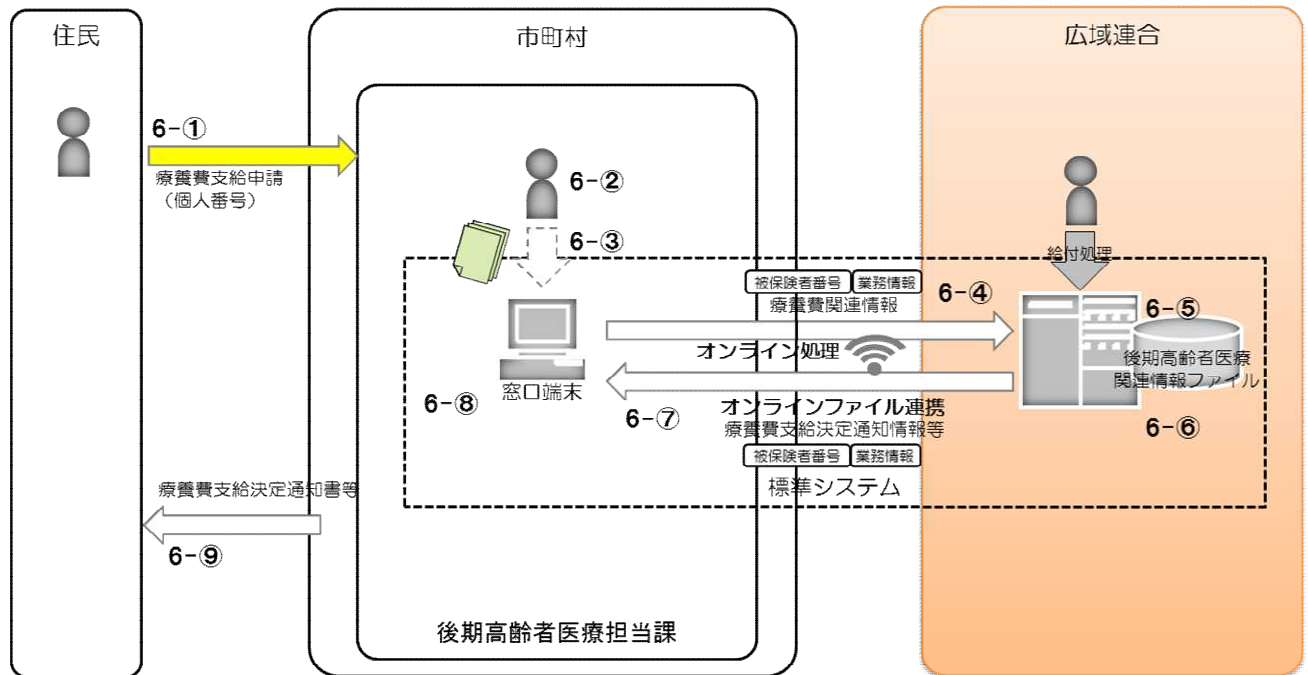 住民
市町村
広域連合
6-①
療養費支給申請
（個人番号）
6-②
6-③
給付処理
被保険者番号 業務情報
療養費関連情報
6-④
6-⑤
オンライン処理
後期高齢者医療
関連情報ファイル
窓口端末
6-⑧
6-⑦
オンラインファイル連携
療養費支給決定通知情報等
6-⑥
被保険者番号 業務情報
標準システム
療養費支給決定通知書等
6-⑨
後期高齢者医療担当課